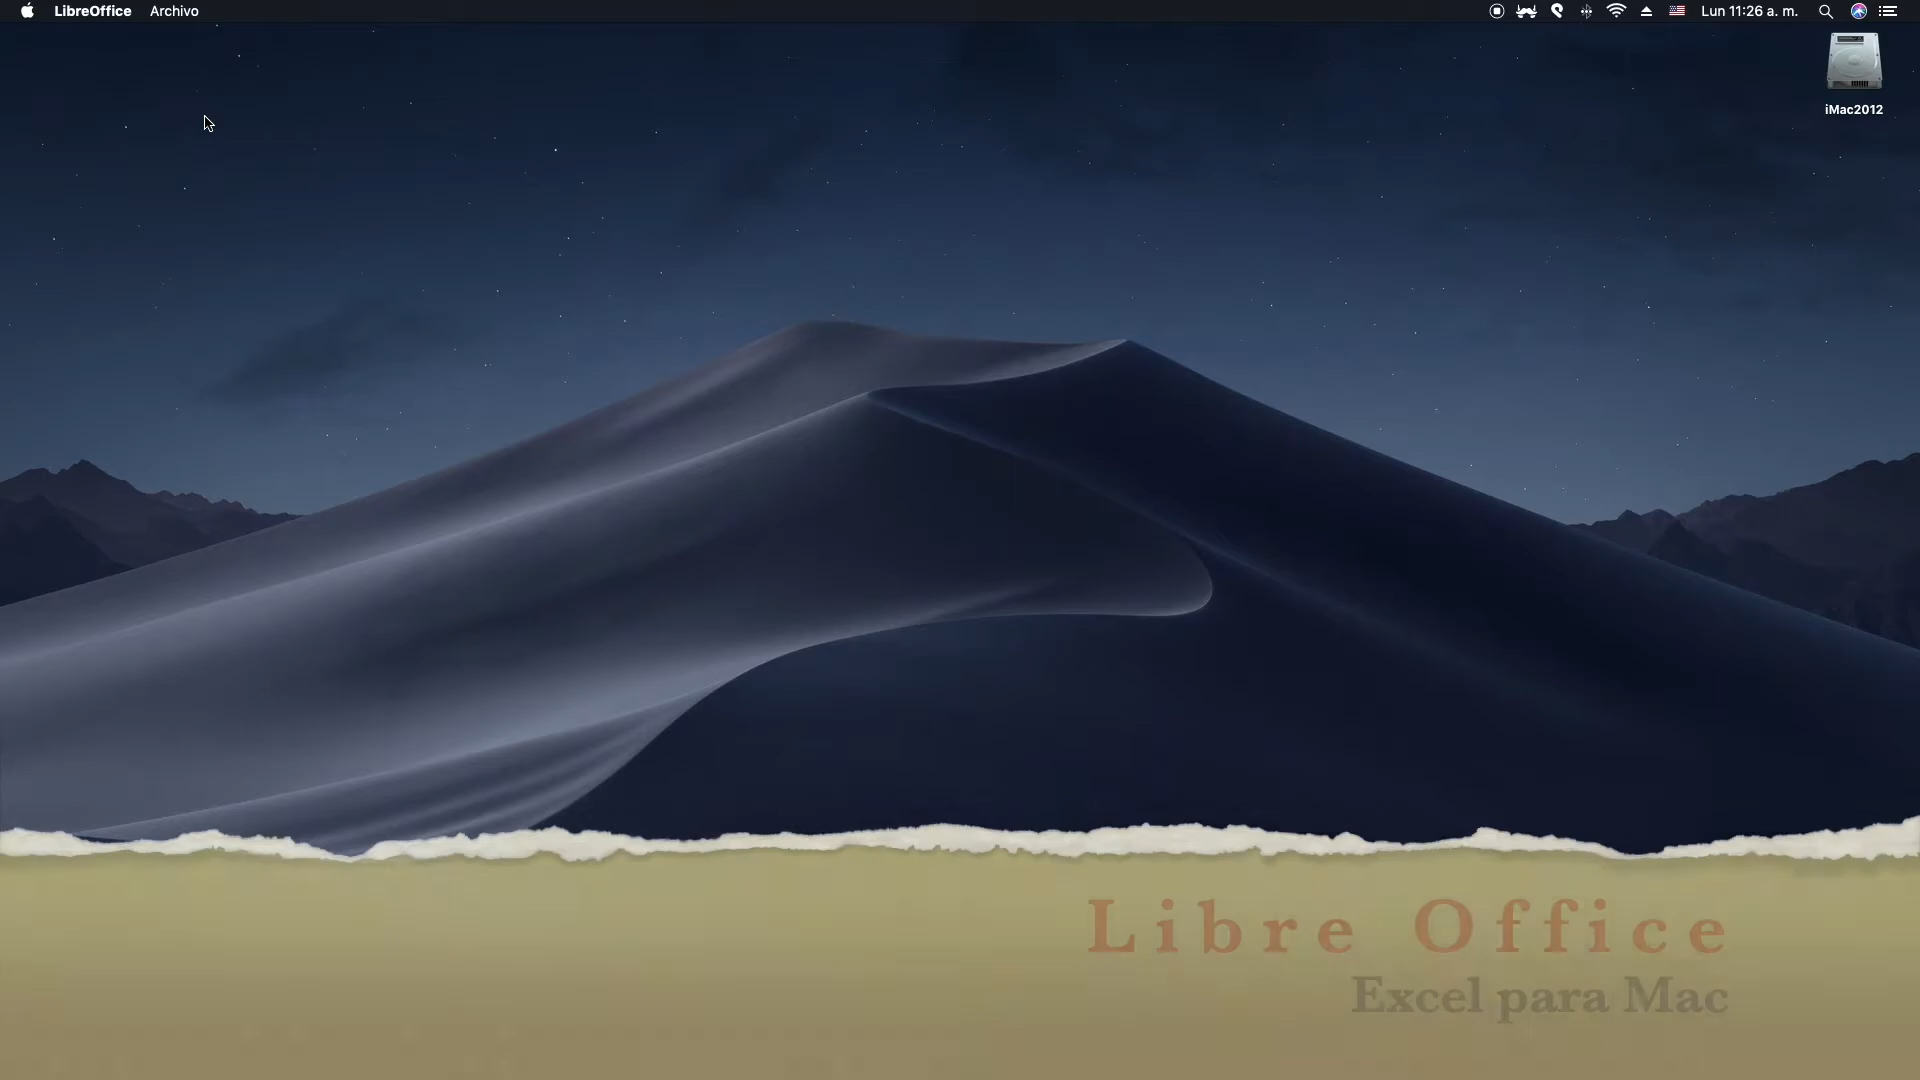 LibreOffice Archivo Lun 11:26 a. m.
iMac2012
Libre Office
Excel para Mac